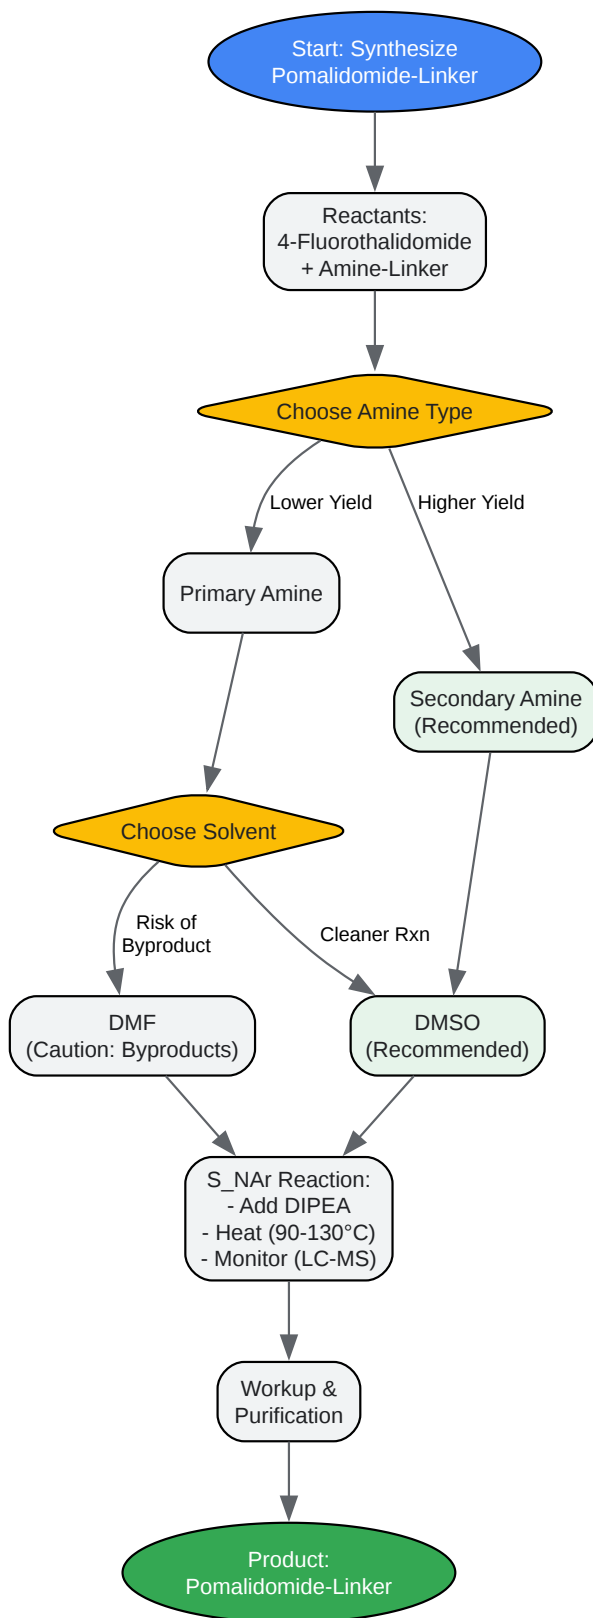 Start: Synthesize
Pomalidomide-Linker
Reactants:
4-Fluorothalidomide
+ Amine-Linker
Choose Amine Type
Lower Yield
Higher Yield
Primary Amine
Secondary Amine
(Recommended)
Choose Solvent
Risk of
Byproduct
Cleaner Rxn
DMF
(Caution: Byproducts)
DMSO
(Recommended)
S_NAr Reaction:
- Add DIPEA
- Heat (90-130°C)
- Monitor (LC-MS)
Workup &
Purification
Product:
Pomalidomide-Linker